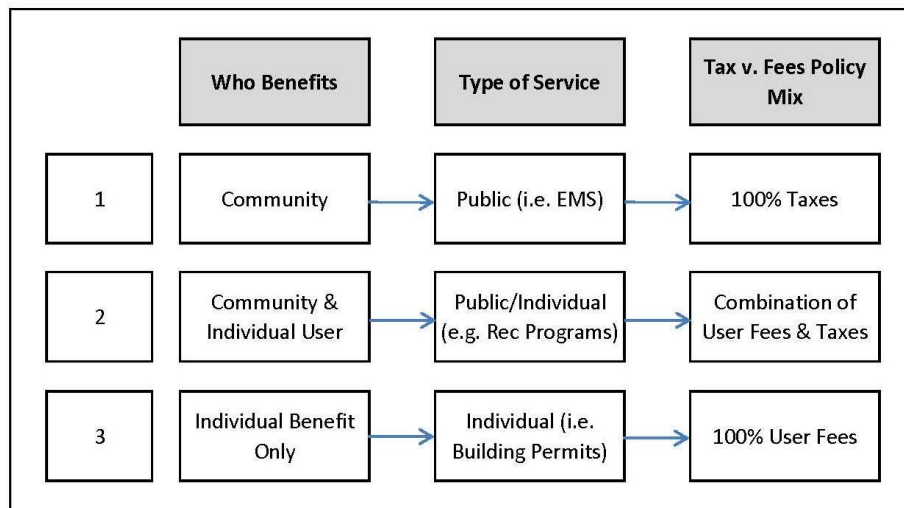 Who Benefits
Type of Service
Tax v. Fees Policy
Mix
1
Community
Public (i.e. EMS)
100% Taxes
2
Community &
Individual User
Public/Individual
(e.g. Rec Programs)
Combination of
User Fees & Taxes
3
Individual Benefit
Only
Individual (i.e.
Building Permits)
100% User Fees